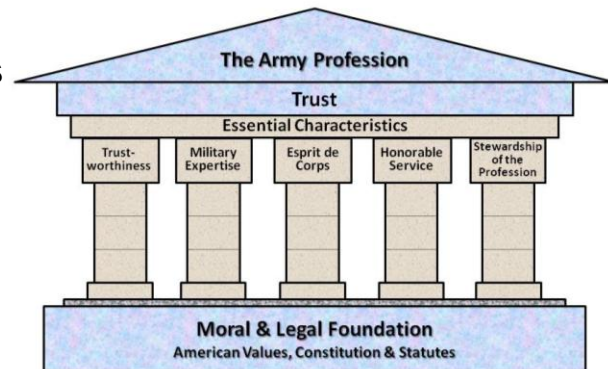 s
The Army Profession
Trust
Essential Characteristics
Trust-
worthiness
Military
Expertise
Esprit de
Corps
Honorable
Service
Stewardship
of the
Profession
Moral & Legal Foundation
American Values, Constitution & Statutes